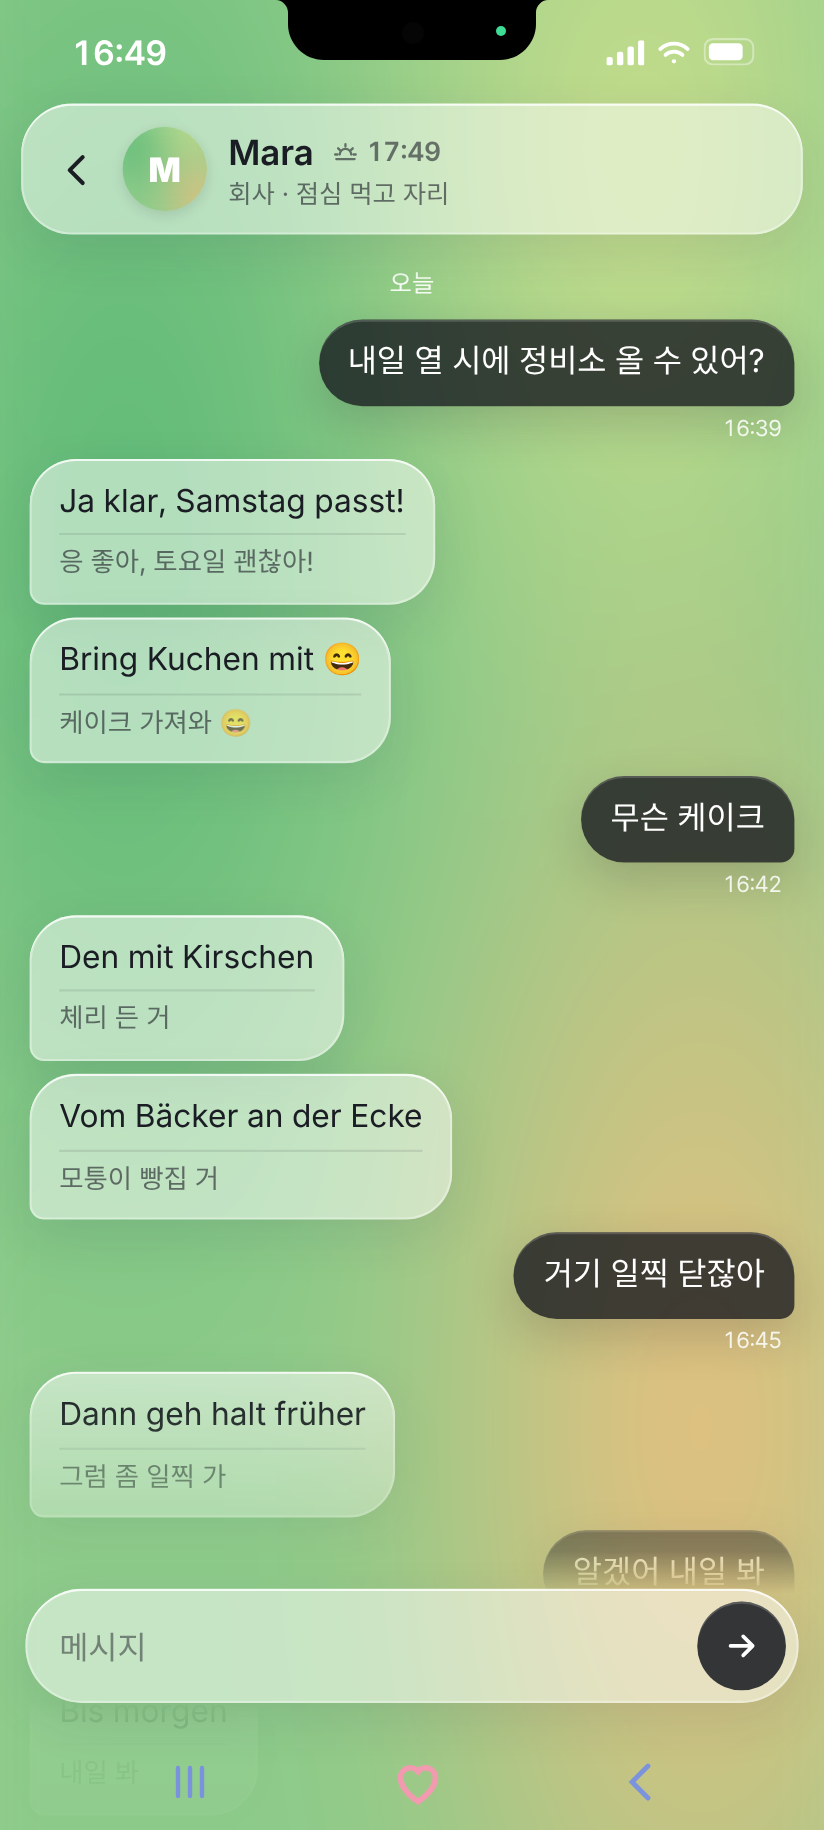 16:49
M
Mara 17:49
회사 · 점심 먹고 자리
오늘
내일 열 시에 정비소 올 수 있어?
16:39
Ja klar, Samstag passt!
응 좋아, 토요일 괜찮아!
Bring Kuchen mit 😄
케이크 가져와 😄
무슨 케이크
16:42
Den mit Kirschen
체리 든 거
Vom Bäcker an der Ecke
모퉁이 빵집 거
거기 일찍 닫잖아
16:45
Dann geh halt früher
그럼 좀 일찍 가
알겠어 내일 봐
메시지
Bis morgen
내일 봐